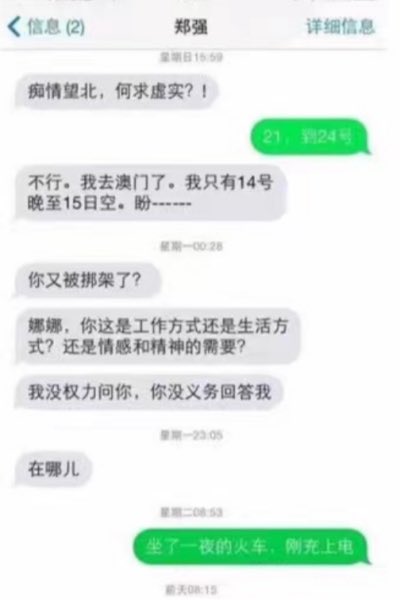 信息 (2)
郑强
详细信息
星期日15:59
痴情望北，何求虚实？！
21，到24号
不行。我去澳门了。我只有14号
晚至15日空。盼------
星期一00:28
你又被绑架了？
娜娜，你这是工作方式还是生活方
式？还是情感和精神的需要？
我没权力问你，你没义务回答我
星期一23:05
在哪儿
星期二08:53
坐了一夜的火车，刚充上电
前天08:15